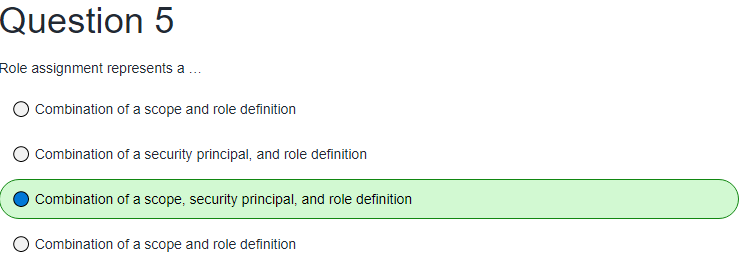 Question 5
Role assignment represents a ...
Combination of a scope and role definition
Combination of a security principal, and role definition
Combination of a scope, security principal, and role definition
Combination of a scope and role definition